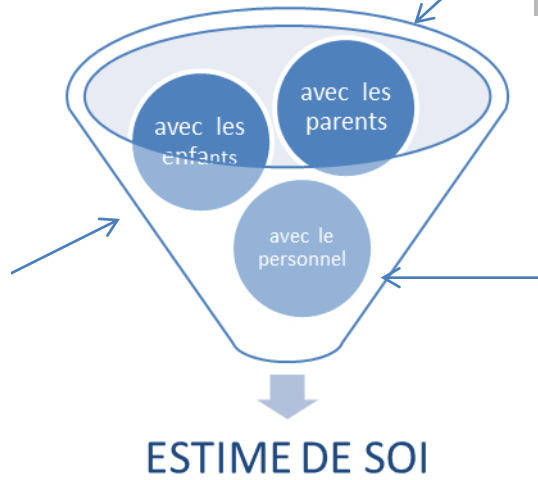 avec les
parents
avec les
enfants
avec le
personnel
ESTIME DE SOI